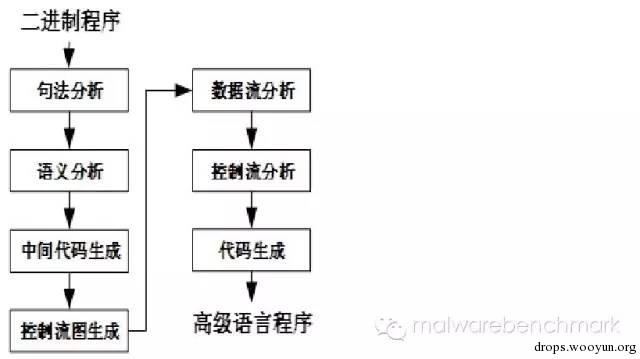 二进制程序
句法分析
语义分析
中间代码生成
控制流图生成
数据流分析
控制流分析
代码生成
高级语言程序
malwarebenchmark
drops.wooyun.org